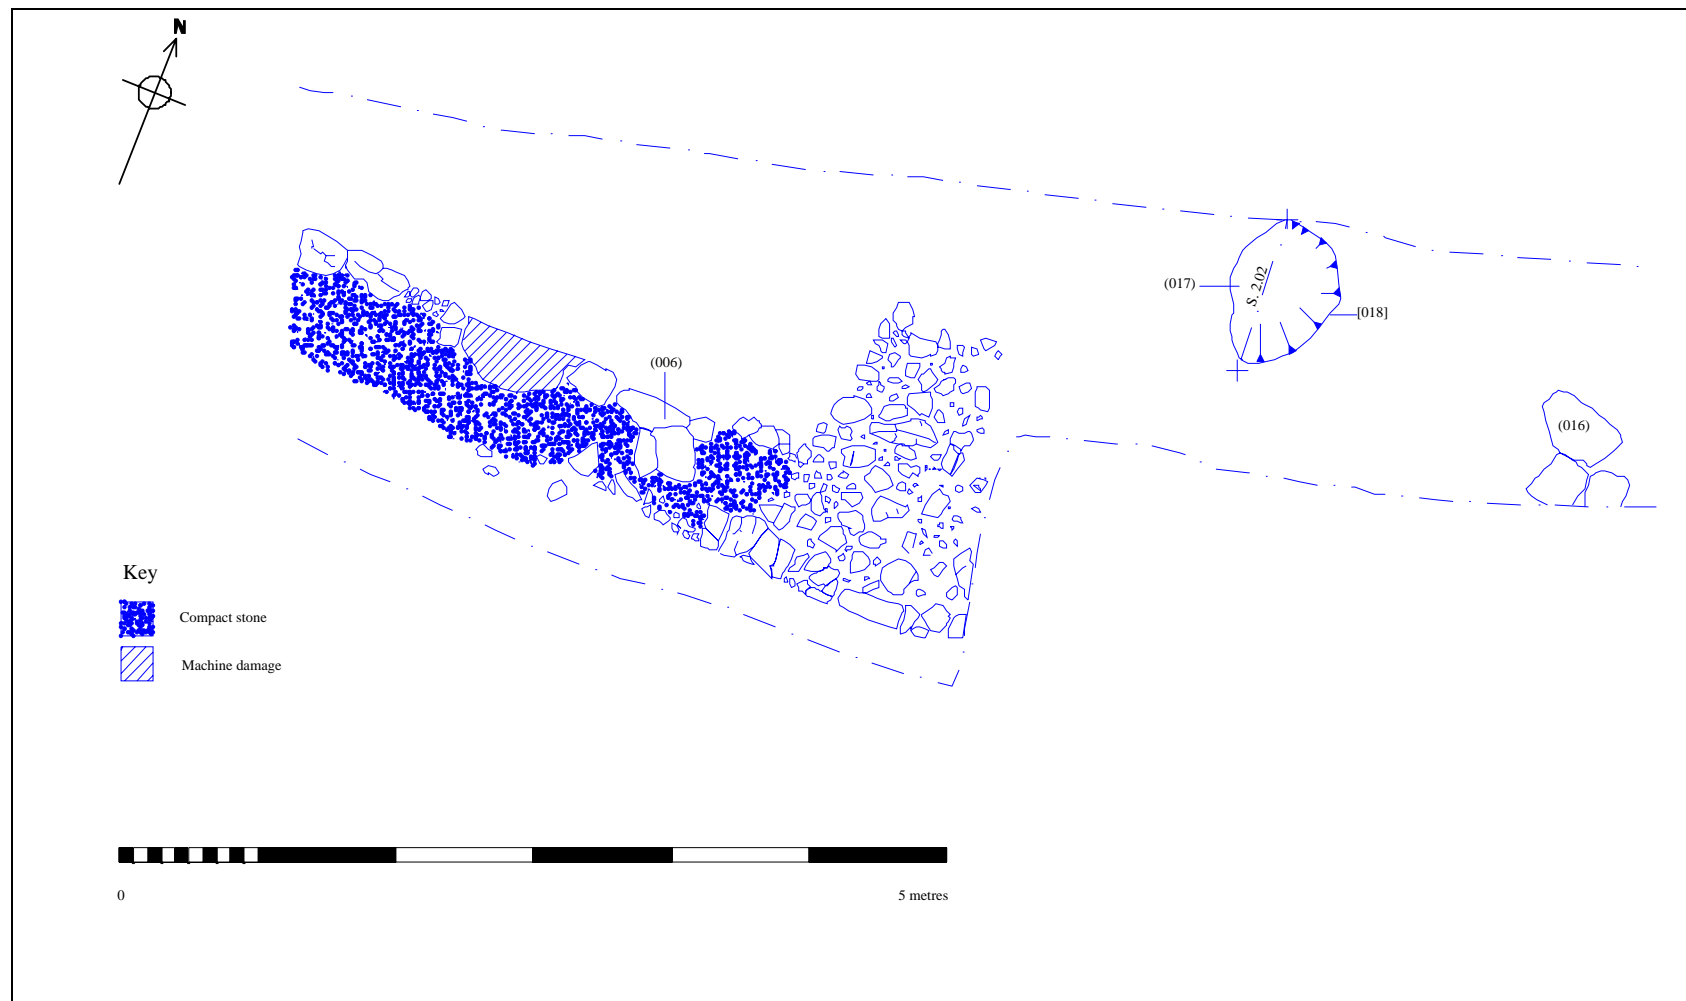 N
(017)
S. 2.02
[018]
(006)
(016)
Key
Compact stone
Machine damage
0
5 metres